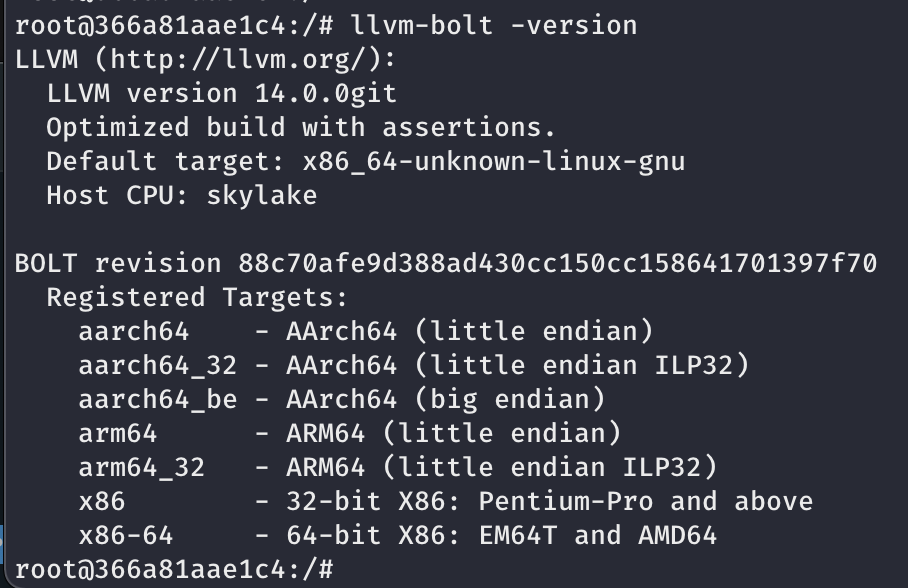 root@366a81aae1c4:/# llvm-bolt -version
LLVM (http://llvm.org/):
  LLVM version 14.0.0git
  Optimized build with assertions.
  Default target: x86_64-unknown-linux-gnu
  Host CPU: skylake

BOLT revision 88c70afe9d388ad430cc150cc158641701397f70
  Registered Targets:
    aarch64    - AArch64 (little endian)
    aarch64_32 - AArch64 (little endian ILP32)
    aarch64_be - AArch64 (big endian)
    arm64      - ARM64 (little endian)
    arm64_32   - ARM64 (little endian ILP32)
    x86        - 32-bit X86: Pentium-Pro and above
    x86-64     - 64-bit X86: EM64T and AMD64
root@366a81aae1c4:/#